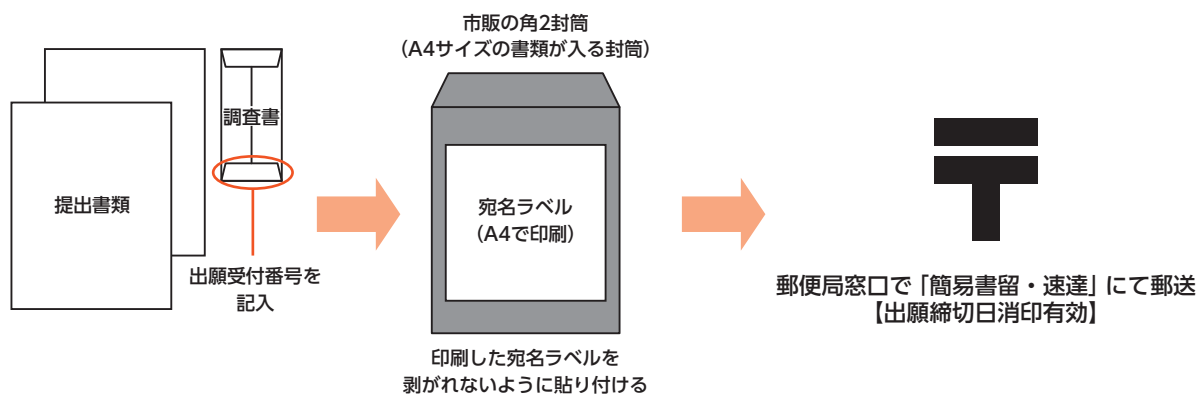 市販の角2封筒
(A4サイズの書類が入る封筒)
調査書
提出書類
出願受付番号を
記入
宛名ラベル
(A4で印刷)
印刷した宛名ラベルを
剥がれないように貼り付ける
〒
郵便局窓口で「簡易書留・速達」にて郵送
【出願締切日消印有効】